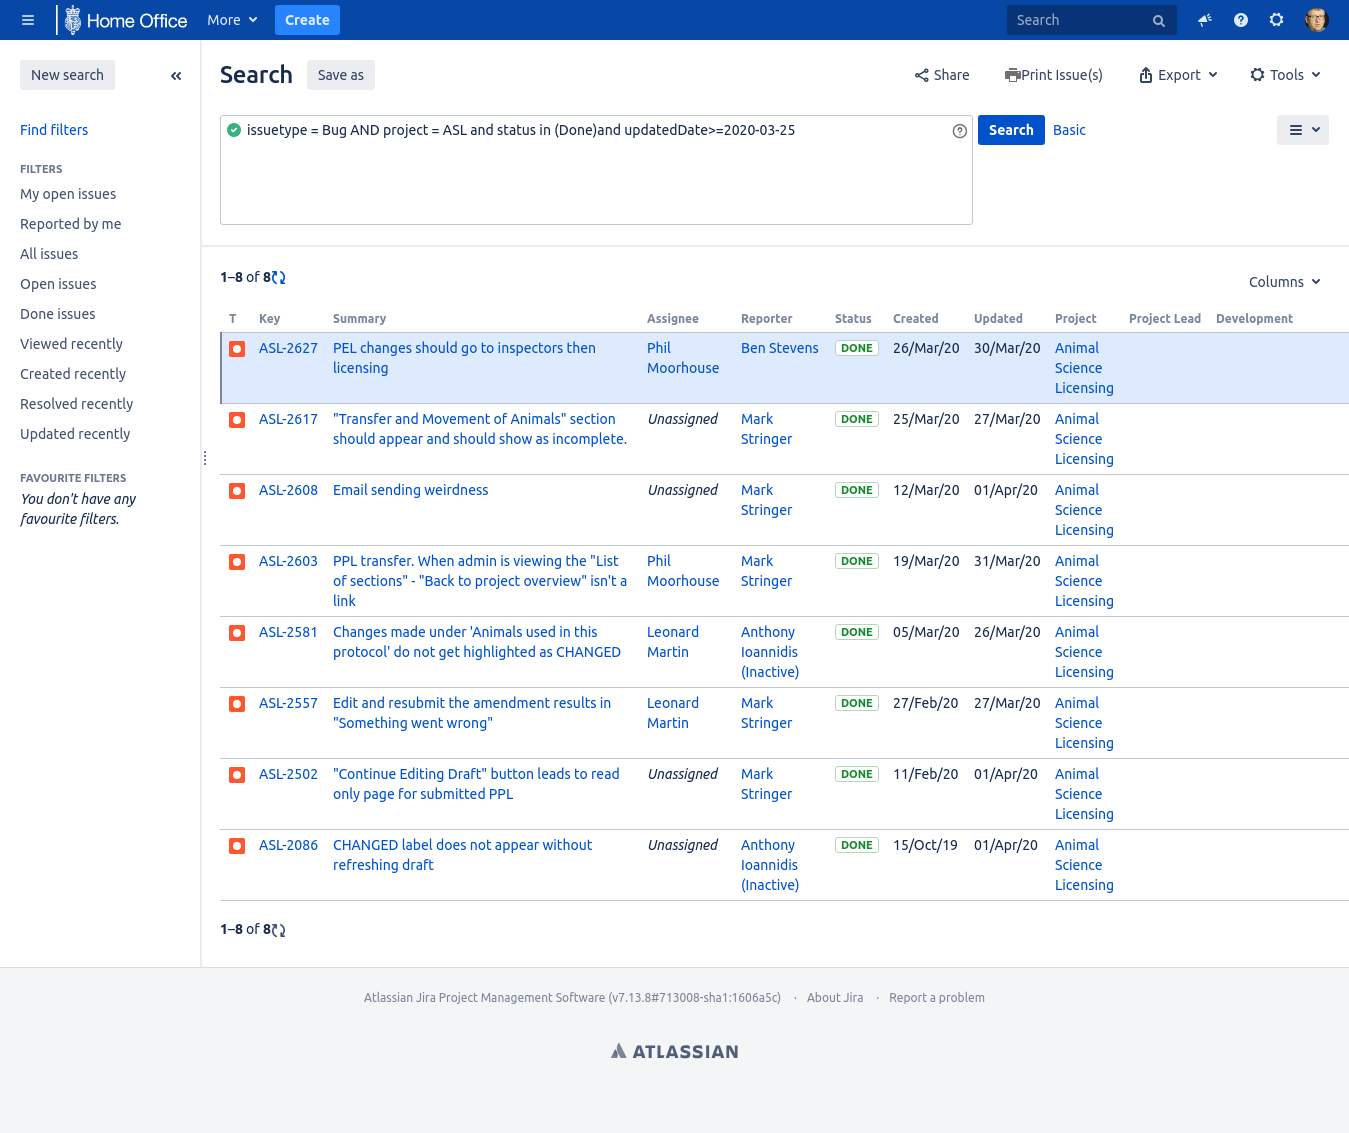 Home Office More Create Search
New search
Search Save as Share Print Issue(s) Export Tools
issuetype = Bug AND project = ASL and status in (Done)and updatedDate>=2020-03-25
Search Basic
Find filters
FILTERS
My open issues
Reported by me
All issues
Open issues
Done issues
Viewed recently
Created recently
Resolved recently
Updated recently
FAVOURITE FILTERS
You don't have any
favourite filters.
1–8 of 8
Columns
T Key Summary Assignee Reporter Status Created Updated Project Project Lead Development
ASL-2627 PEL changes should go to inspectors then Phil Ben Stevens DONE 26/Mar/20 30/Mar/20 Animal
licensing Moorhouse Science
Licensing
ASL-2617 "Transfer and Movement of Animals" section Unassigned Mark DONE 25/Mar/20 27/Mar/20 Animal
should appear and should show as incomplete. Stringer Science
Licensing
ASL-2608 Email sending weirdness Unassigned Mark DONE 12/Mar/20 01/Apr/20 Animal
Stringer Science
Licensing
ASL-2603 PPL transfer. When admin is viewing the "List Phil Mark DONE 19/Mar/20 31/Mar/20 Animal
of sections" - "Back to project overview" isn't a Moorhouse Stringer Science
link Licensing
ASL-2581 Changes made under 'Animals used in this Leonard Anthony DONE 05/Mar/20 26/Mar/20 Animal
protocol' do not get highlighted as CHANGED Martin Ioannidis Science
(Inactive) Licensing
ASL-2557 Edit and resubmit the amendment results in Leonard Mark DONE 27/Feb/20 27/Mar/20 Animal
"Something went wrong" Martin Stringer Science
Licensing
ASL-2502 "Continue Editing Draft" button leads to read Unassigned Mark DONE 11/Feb/20 01/Apr/20 Animal
only page for submitted PPL Stringer Science
Licensing
ASL-2086 CHANGED label does not appear without Unassigned Anthony DONE 15/Oct/19 01/Apr/20 Animal
refreshing draft Ioannidis Science
(Inactive) Licensing
1–8 of 8
Atlassian Jira Project Management Software (v7.13.8#713008-sha1:1606a5c) · About Jira · Report a problem
ATLASSIAN